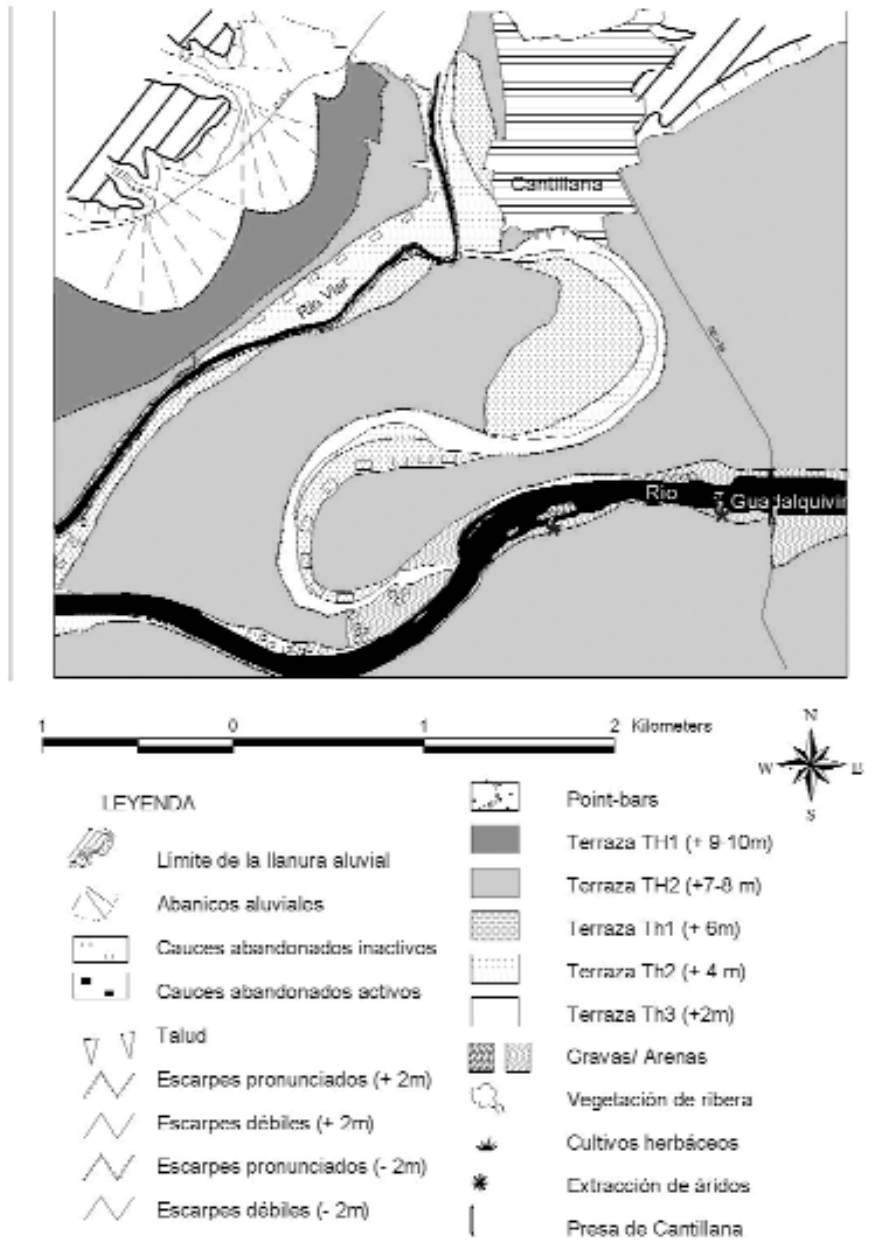 Cantillana
Rio Viar
Rio
Guadalquivir
1 0 1 2 Kilometers
N
W E
S
LEYENDA
Límite de la llanura aluvial
Abanicos aluviales
Cauces abandonados inactivos
Cauces abandonados activos
Talud
Escarpes pronunciados (+ 2m)
Escarpes débiles (+ 2m)
Escarpes pronunciados (- 2m)
Escarpes débiles (- 2m)
Point-bars
Terraza TH1 (+ 9-10m)
Terraza TH2 (+7-8 m)
Terraza Th1 (+ 6m)
Terraza Th2 (+ 4 m)
Terraza Th3 (+2m)
Gravas/ Arenas
Vegetación de ribera
Cultivos herbáceos
Extracción de áridos
Presa de Cantillana